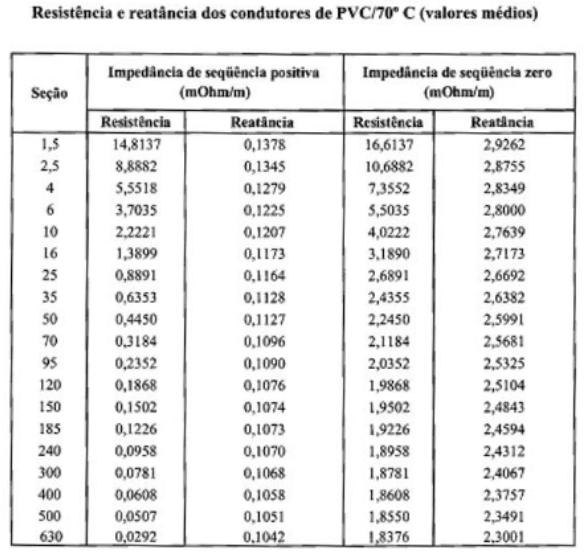 Resistência e reatância dos condutores de PVC/70º C (valores médios)
Seção Impedância de seqüência positiva (mOhm/m) Impedância de seqüência zero (mOhm/m)
Resistência Reatância Resistência Reatância
1,5 14,8137 0,1378 16,6137 2,9262
2,5 8,8882 0,1345 10,6882 2,8755
4 5,5518 0,1279 7,3552 2,8349
6 3,7035 0,1225 5,5035 2,8000
10 2,2221 0,1207 4,0222 2,7639
16 1,3899 0,1173 3,1890 2,7173
25 0,8891 0,1164 2,6891 2,6692
35 0,6353 0,1128 2,4355 2,6382
50 0,4450 0,1127 2,2450 2,5991
70 0,3184 0,1096 2,1184 2,5681
95 0,2352 0,1090 2,0352 2,5325
120 0,1868 0,1076 1,9868 2,5104
150 0,1502 0,1074 1,9502 2,4843
185 0,1226 0,1073 1,9226 2,4594
240 0,0958 0,1070 1,8958 2,4312
300 0,0781 0,1068 1,8781 2,4067
400 0,0608 0,1058 1,8608 2,3757
500 0,0507 0,1051 1,8550 2,3491
630 0,0292 0,1042 1,8376 2,3001